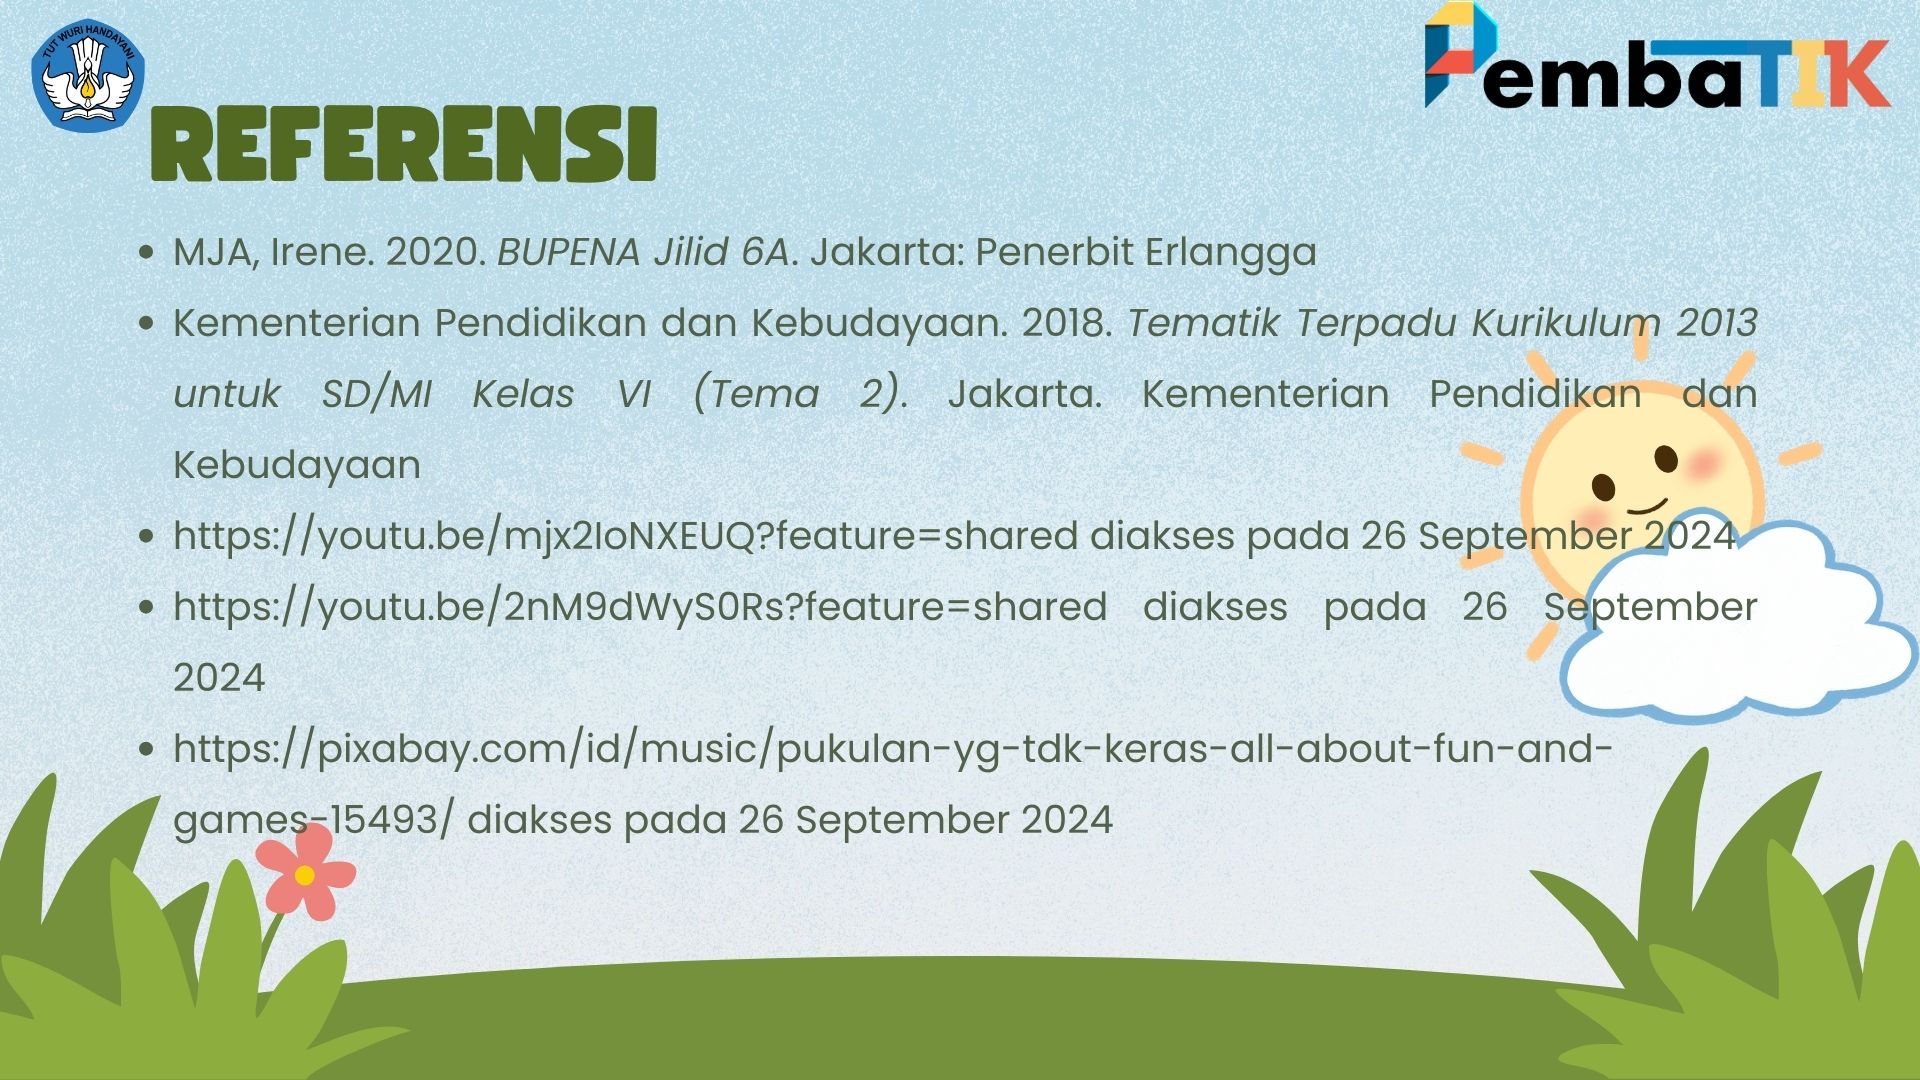 TUT WURI HANDAYANI
PembaTIK
REFERENSI
• MJA, Irene. 2020. BUPENA Jilid 6A. Jakarta: Penerbit Erlangga
• Kementerian Pendidikan dan Kebudayaan. 2018. Tematik Terpadu Kurikulum 2013
untuk SD/MI Kelas VI (Tema 2). Jakarta. Kementerian Pendidikan dan
Kebudayaan
• https://youtu.be/mjx2IoNXEUQ?feature=shared diakses pada 26 September 2024
• https://youtu.be/2nM9dWyS0Rs?feature=shared diakses pada 26 September
2024
• https://pixabay.com/id/music/pukulan-yg-tdk-keras-all-about-fun-and-
games-15493/ diakses pada 26 September 2024